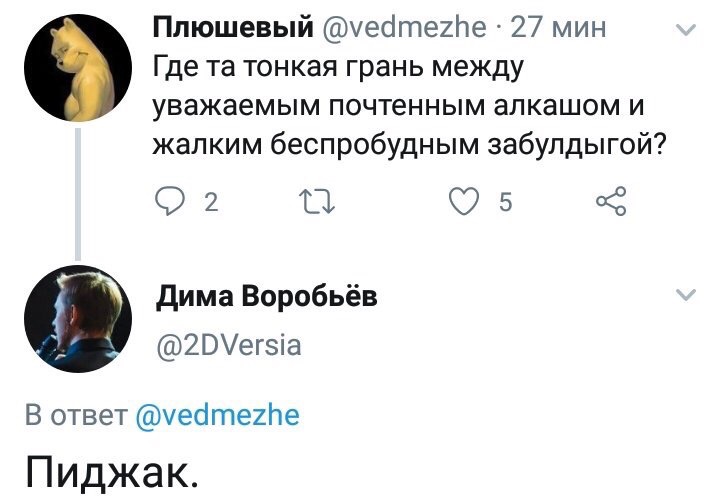 Плюшевый @vedmezhe · 27 мин
Где та тонкая грань между
уважаемым почтенным алкашом и
жалким беспробудным забулдыгой?
2 5
Дима Воробьёв
@2DVersia
В ответ @vedmezhe
Пиджак.